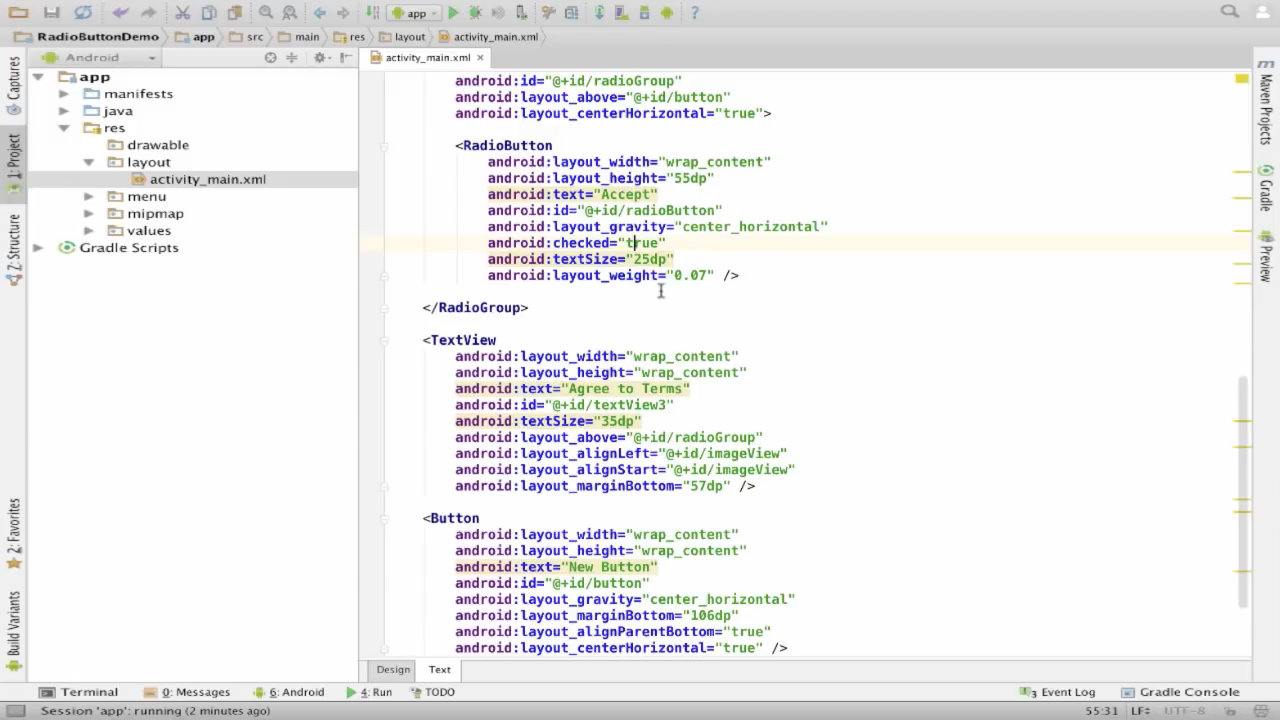 app
RadioButtonDemo
app
src
main
res
layout
activity_main.xml
Android
activity_main.xml
Captures
1: Project
Z: Structure
2: Favorites
Build Variants
app
manifests
java
res
drawable
layout
activity_main.xml
menu
mipmap
values
Gradle Scripts
android:id="@+id/radioGroup"
android:layout_above="@+id/button"
android:layout_centerHorizontal="true">
<RadioButton
android:layout_width="wrap_content"
android:layout_height="55dp"
android:text="Accept"
android:id="@+id/radioButton"
android:layout_gravity="center_horizontal"
android:checked="true"
android:textSize="25dp"
android:layout_weight="0.07" />
</RadioGroup>
<TextView
android:layout_width="wrap_content"
android:layout_height="wrap_content"
android:text="Agree to Terms"
android:id="@+id/textView3"
android:textSize="35dp"
android:layout_above="@+id/radioGroup"
android:layout_alignLeft="@+id/imageView"
android:layout_alignStart="@+id/imageView"
android:layout_marginBottom="57dp" />
<Button
android:layout_width="wrap_content"
android:layout_height="wrap_content"
android:text="New Button"
android:id="@+id/button"
android:layout_gravity="center_horizontal"
android:layout_marginBottom="106dp"
android:layout_alignParentBottom="true"
android:layout_centerHorizontal="true" />
Maven Projects
Gradle
Preview
Design
Text
Terminal
0: Messages
6: Android
4: Run
TODO
Event Log
Gradle Console
Session 'app': running (2 minutes ago)
55:31
LF
UTF-8